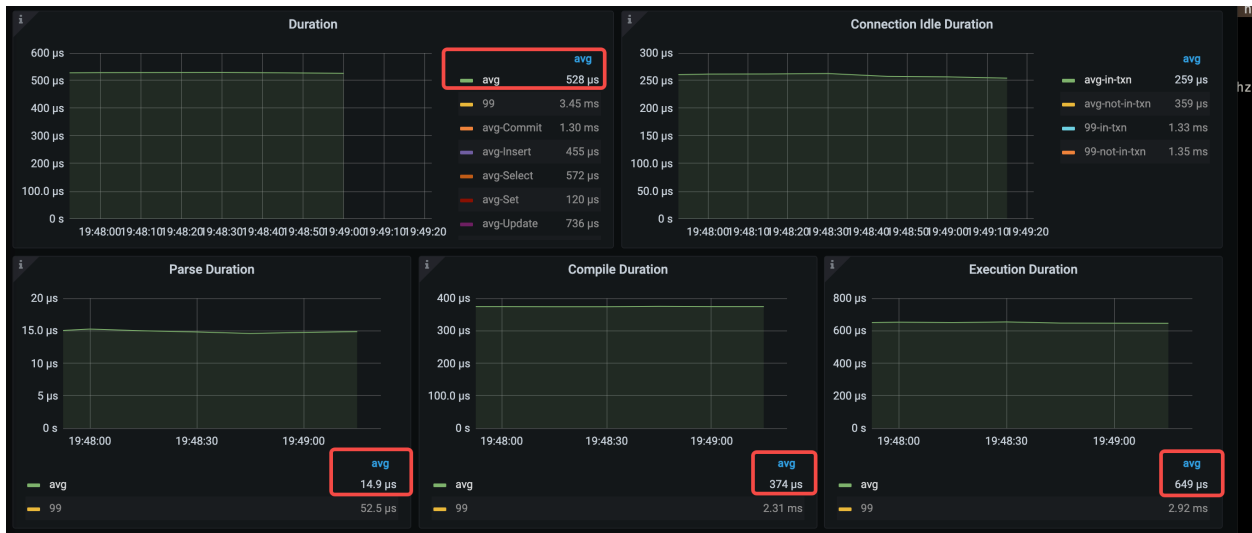 i
Duration
600 µs
500 µs
400 µs
300 µs
200 µs
100.0 µs
0 s
19:48:00 19:48:10 19:48:20 19:48:30 19:48:40 19:48:50 19:49:00 19:49:10 19:49:20
avg
avg 528 µs
99 3.45 ms
avg-Commit 1.30 ms
avg-Insert 455 µs
avg-Select 572 µs
avg-Set 120 µs
avg-Update 736 µs
i
Connection Idle Duration
300 µs
250 µs
200 µs
150 µs
100.0 µs
50.0 µs
0 s
19:48:00 19:48:10 19:48:20 19:48:30 19:48:40 19:48:50 19:49:00 19:49:10 19:49:20
avg
avg-in-txn 259 µs
avg-not-in-txn 359 µs
99-in-txn 1.33 ms
99-not-in-txn 1.35 ms
hz
i
Parse Duration
20 µs
15.0 µs
10 µs
5 µs
0 s
19:48:00 19:48:30 19:49:00
avg
avg 14.9 µs
99 52.5 µs
i
Compile Duration
400 µs
300 µs
200 µs
100.0 µs
0 s
19:48:00 19:48:30 19:49:00
avg
avg 374 µs
99 2.31 ms
i
Execution Duration
800 µs
600 µs
400 µs
200 µs
0 s
19:48:00 19:48:30 19:49:00
avg
avg 649 µs
99 2.92 ms